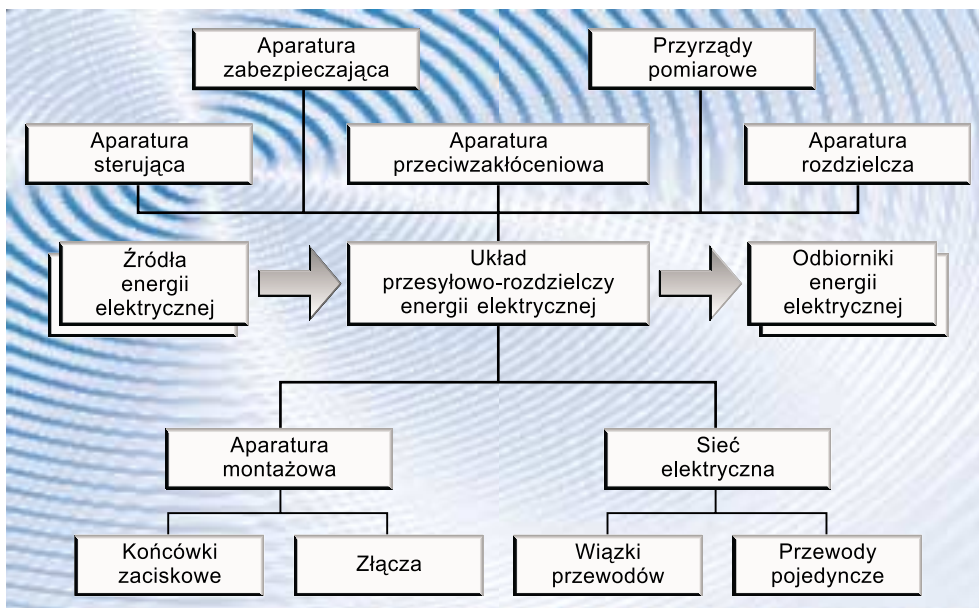 Aparatura
zabezpieczająca
Przyrządy
pomiarowe
Aparatura
sterująca
Aparatura
przeciwzakłóceniowa
Aparatura
rozdzielcza
Źródła
energii
elektrycznej
Układ
przesyłowo-rozdzielczy
energii elektrycznej
Odbiorniki
energii
elektrycznej
Aparatura
montażowa
Sieć
elektryczna
Końcówki
zaciskowe
Złącza
Wiązki
przewodów
Przewody
pojedyncze